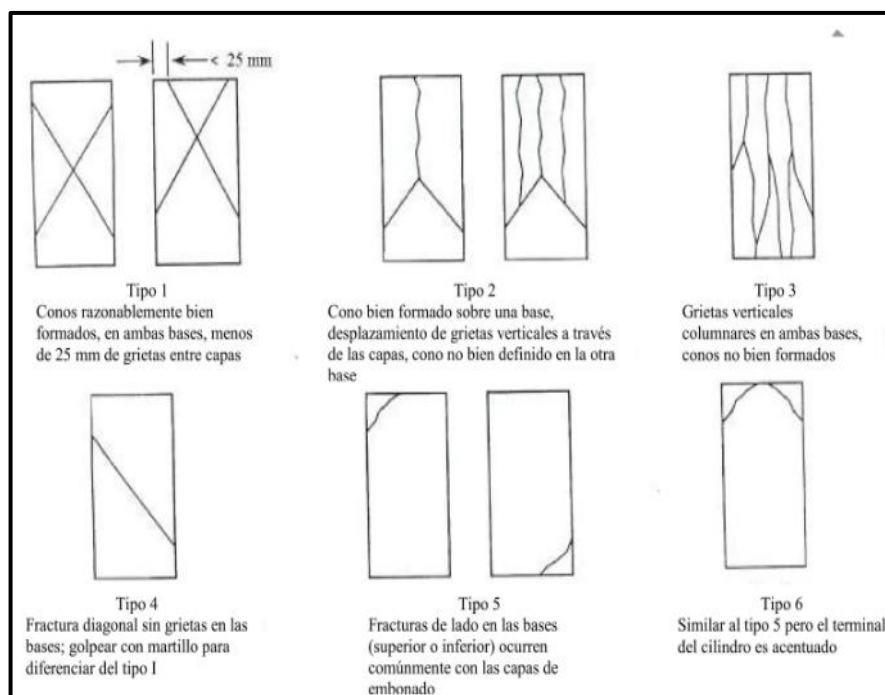 < 25 mm
Tipo 1
Conos razonablemente bien
formados, en ambas bases, menos
de 25 mm de grietas entre capas
Tipo 2
Cono bien formado sobre una base,
desplazamiento de grietas verticales a través
de las capas, cono no bien definido en la otra
base
Tipo 3
Grietas verticales
columnares en ambas bases,
conos no bien formados
Tipo 4
Fractura diagonal sin grietas en las
bases; golpear con martillo para
diferenciar del tipo I
Tipo 5
Fracturas de lado en las bases
(superior o inferior) ocurren
comúnmente con las capas de
embonado
Tipo 6
Similar al tipo 5 pero el terminal
del cilindro es acentuado